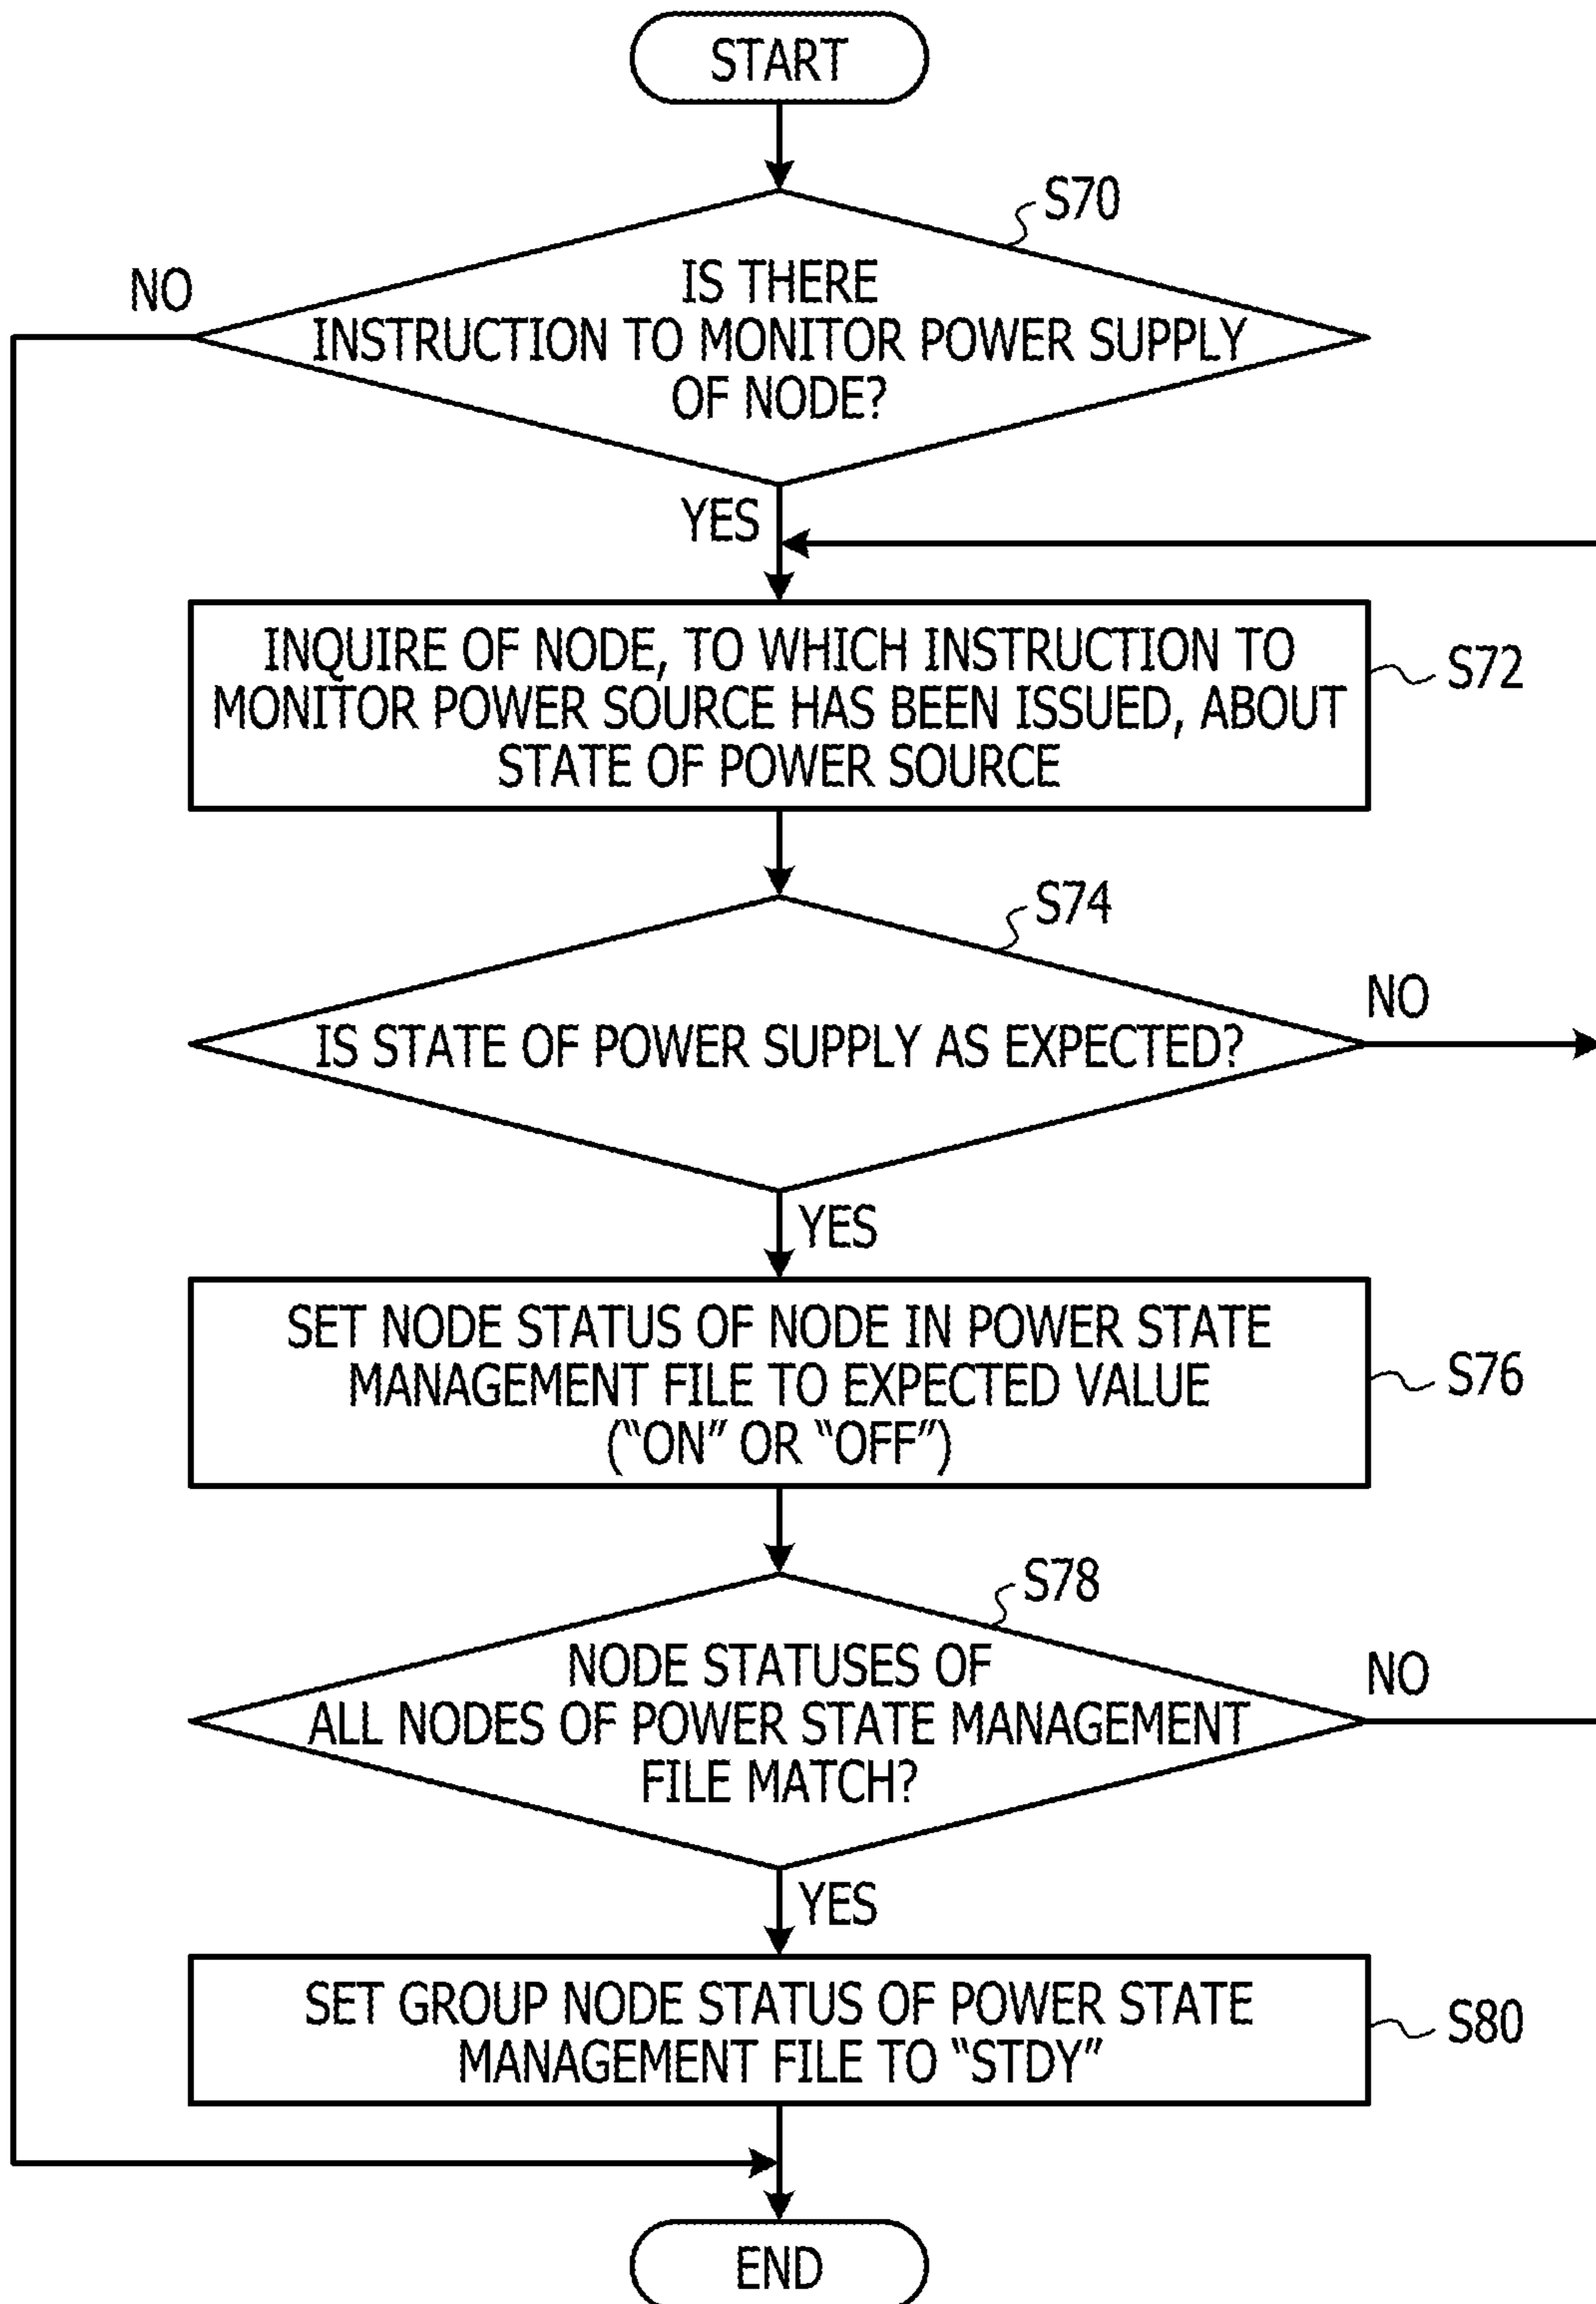 START
S70
NO
IS THERE
INSTRUCTION TO MONITOR POWER SUPPLY
OF NODE?
YES
INQUIRE OF NODE, TO WHICH INSTRUCTION TO
MONITOR POWER SOURCE HAS BEEN ISSUED, ABOUT
STATE OF POWER SOURCE
S72
S74
NO
IS STATE OF POWER SUPPLY AS EXPECTED?
YES
SET NODE STATUS OF NODE IN POWER STATE
MANAGEMENT FILE TO EXPECTED VALUE
(“ON” OR “OFF”)
S76
S78
NODE STATUSES OF
ALL NODES OF POWER STATE MANAGEMENT
FILE MATCH?
NO
YES
SET GROUP NODE STATUS OF POWER STATE
MANAGEMENT FILE TO “STDY”
S80
END